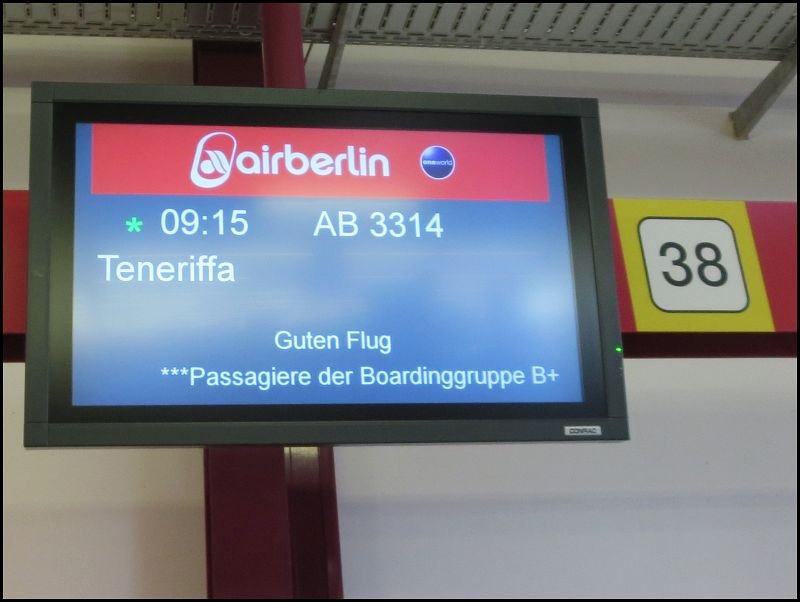 airberlin oneworld
* 09:15 AB 3314
Teneriffa
Guten Flug
***Passagiere der Boardinggruppe B+
38
CONRAC